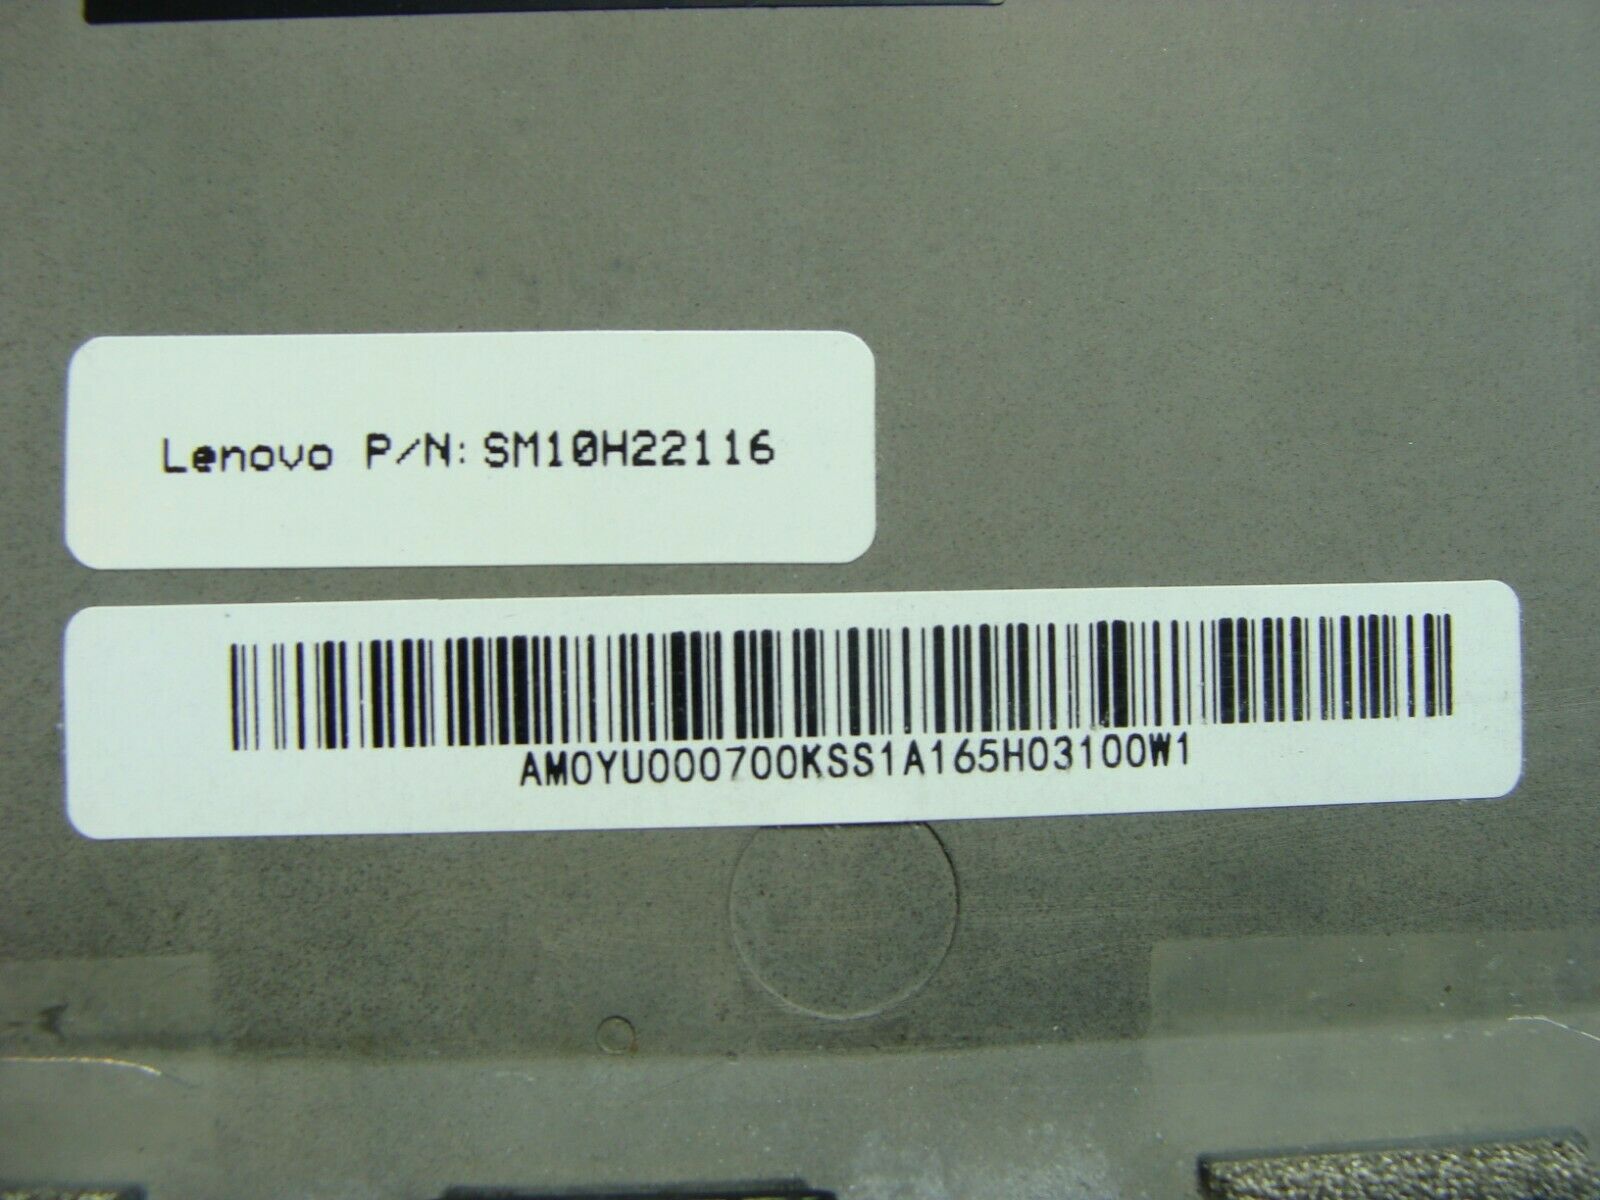 Lenovo P/N: SM10H22116
AM0YU000700KSS1A165H03100W1